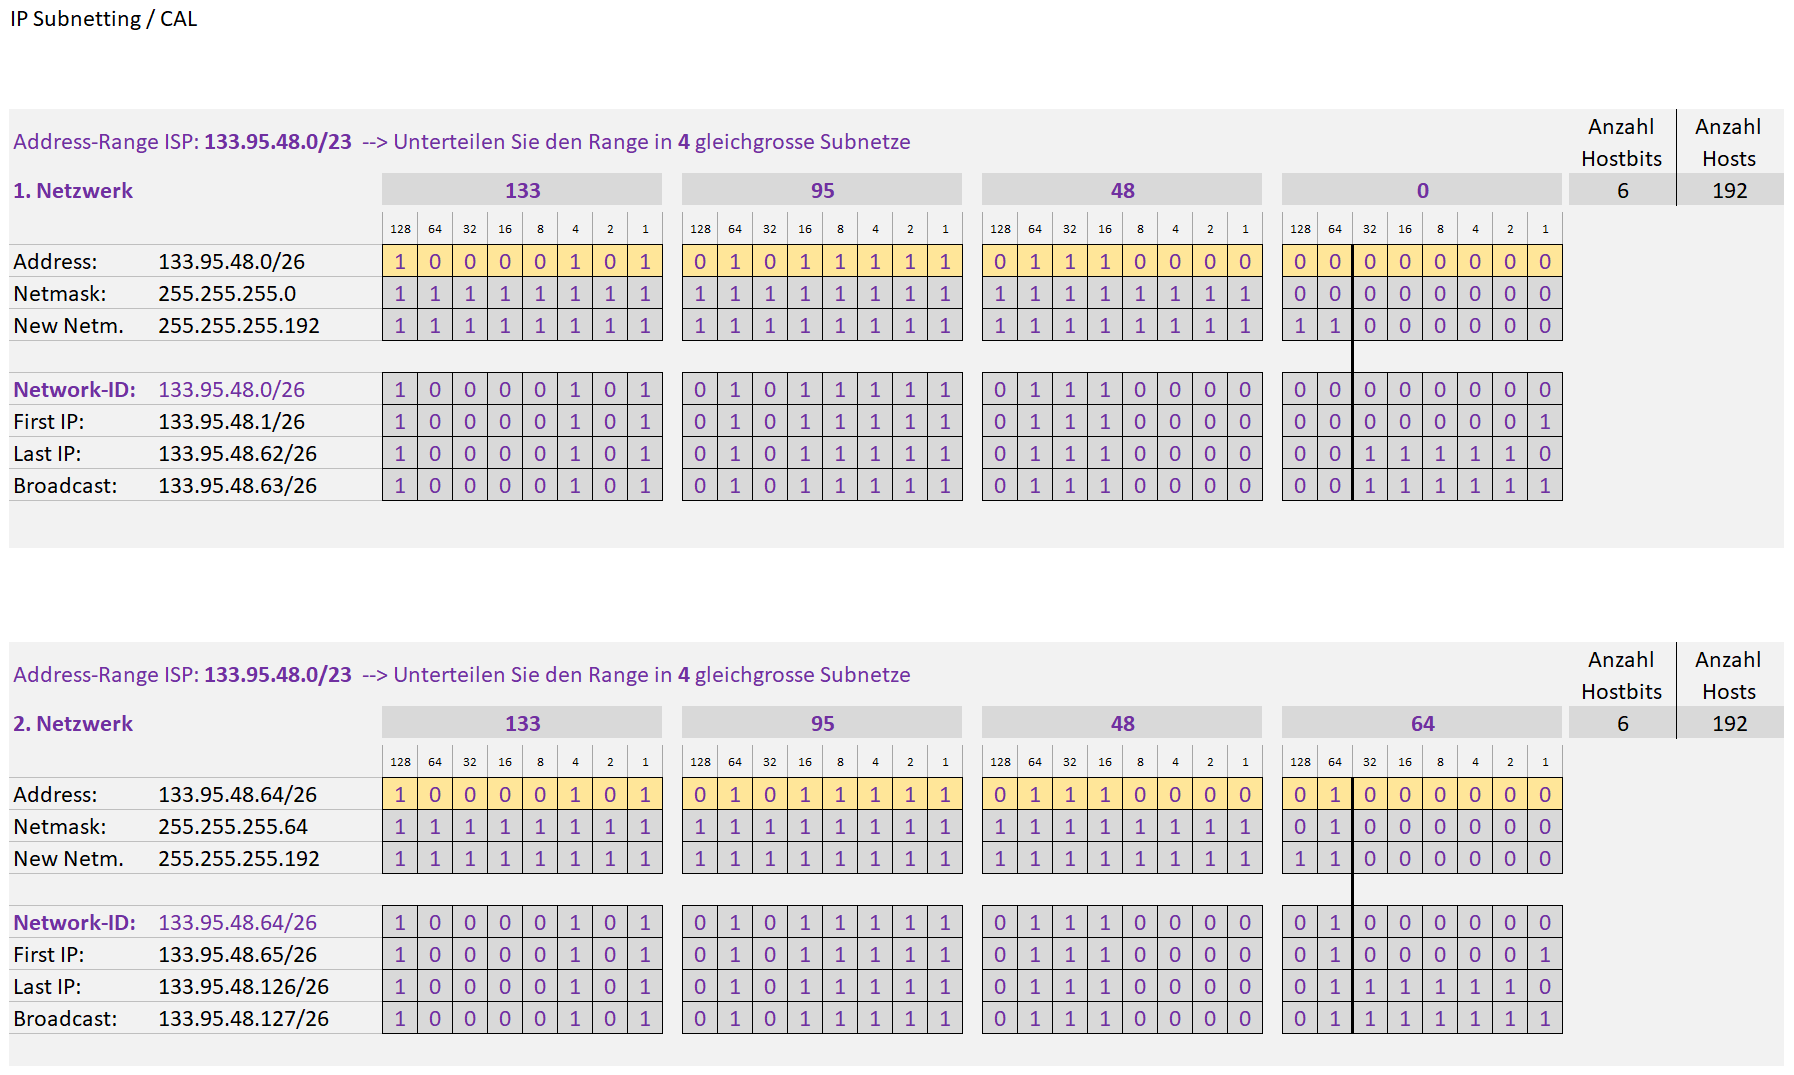 IP Subnetting / CAL
Address-Range ISP: 133.95.48.0/23 --> Unterteilen Sie den Range in 4 gleichgrosse Subnetze
Anzahl Hostbits Anzahl Hosts
1. Netzwerk 133 95 48 0 6 192
128 64 32 16 8 4 2 1 128 64 32 16 8 4 2 1 128 64 32 16 8 4 2 1 128 64 32 16 8 4 2 1
Address: 133.95.48.0/26 1 0 0 0 0 1 0 1 0 1 0 1 1 1 1 1 0 1 1 1 0 0 0 0 0 0 0 0 0 0 0 0
Netmask: 255.255.255.0 1 1 1 1 1 1 1 1 1 1 1 1 1 1 1 1 1 1 1 1 1 1 1 1 0 0 0 0 0 0 0 0
New Netm. 255.255.255.192 1 1 1 1 1 1 1 1 1 1 1 1 1 1 1 1 1 1 1 1 1 1 1 1 1 1 0 0 0 0 0 0
Network-ID: 133.95.48.0/26 1 0 0 0 0 1 0 1 0 1 0 1 1 1 1 1 0 1 1 1 0 0 0 0 0 0 0 0 0 0 0 0
First IP: 133.95.48.1/26 1 0 0 0 0 1 0 1 0 1 0 1 1 1 1 1 0 1 1 1 0 0 0 0 0 0 0 0 0 0 0 1
Last IP: 133.95.48.62/26 1 0 0 0 0 1 0 1 0 1 0 1 1 1 1 1 0 1 1 1 0 0 0 0 0 0 1 1 1 1 1 0
Broadcast: 133.95.48.63/26 1 0 0 0 0 1 0 1 0 1 0 1 1 1 1 1 0 1 1 1 0 0 0 0 0 0 1 1 1 1 1 1
Address-Range ISP: 133.95.48.0/23 --> Unterteilen Sie den Range in 4 gleichgrosse Subnetze
Anzahl Hostbits Anzahl Hosts
2. Netzwerk 133 95 48 64 6 192
128 64 32 16 8 4 2 1 128 64 32 16 8 4 2 1 128 64 32 16 8 4 2 1 128 64 32 16 8 4 2 1
Address: 133.95.48.64/26 1 0 0 0 0 1 0 1 0 1 0 1 1 1 1 1 0 1 1 1 0 0 0 0 0 1 0 0 0 0 0 0
Netmask: 255.255.255.64 1 1 1 1 1 1 1 1 1 1 1 1 1 1 1 1 1 1 1 1 1 1 1 1 0 1 0 0 0 0 0 0
New Netm. 255.255.255.192 1 1 1 1 1 1 1 1 1 1 1 1 1 1 1 1 1 1 1 1 1 1 1 1 1 1 0 0 0 0 0 0
Network-ID: 133.95.48.64/26 1 0 0 0 0 1 0 1 0 1 0 1 1 1 1 1 0 1 1 1 0 0 0 0 0 1 0 0 0 0 0 0
First IP: 133.95.48.65/26 1 0 0 0 0 1 0 1 0 1 0 1 1 1 1 1 0 1 1 1 0 0 0 0 0 1 0 0 0 0 0 1
Last IP: 133.95.48.126/26 1 0 0 0 0 1 0 1 0 1 0 1 1 1 1 1 0 1 1 1 0 0 0 0 0 1 1 1 1 1 1 0
Broadcast: 133.95.48.127/26 1 0 0 0 0 1 0 1 0 1 0 1 1 1 1 1 0 1 1 1 0 0 0 0 0 1 1 1 1 1 1 1